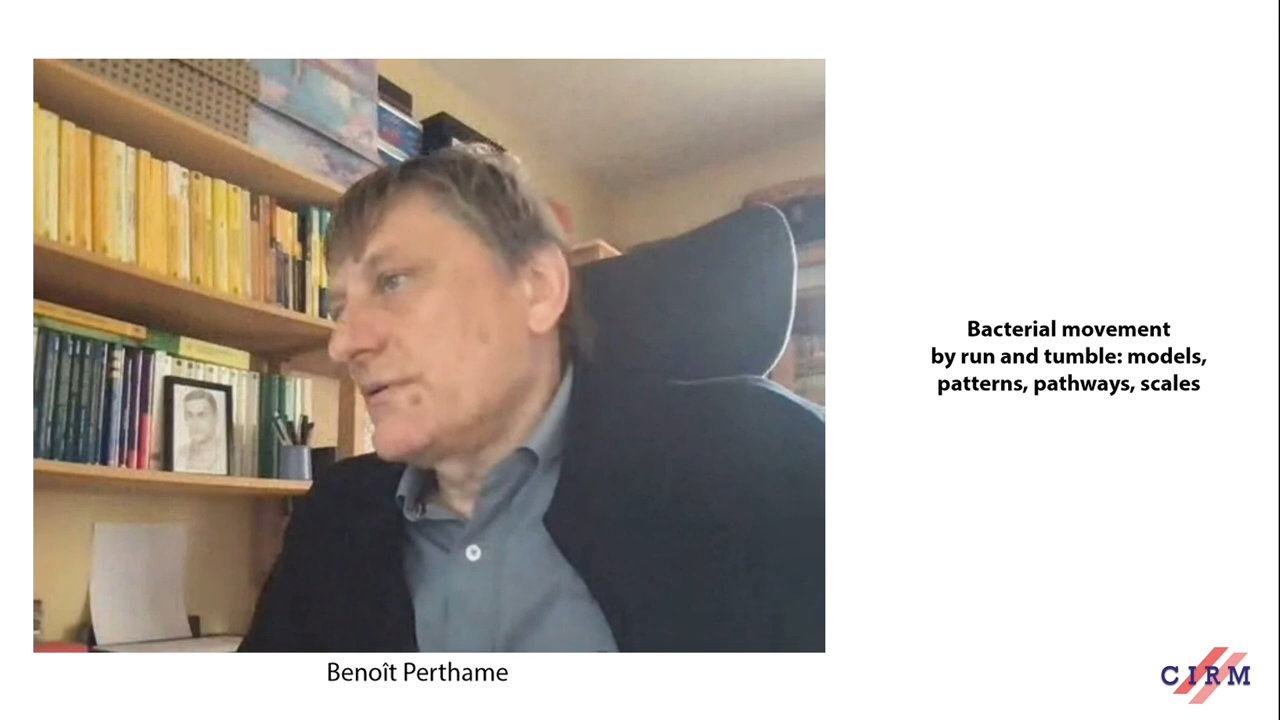 Bacterial movement
by run and tumble: models,
patterns, pathways, scales
Benoît Perthame
CIRM